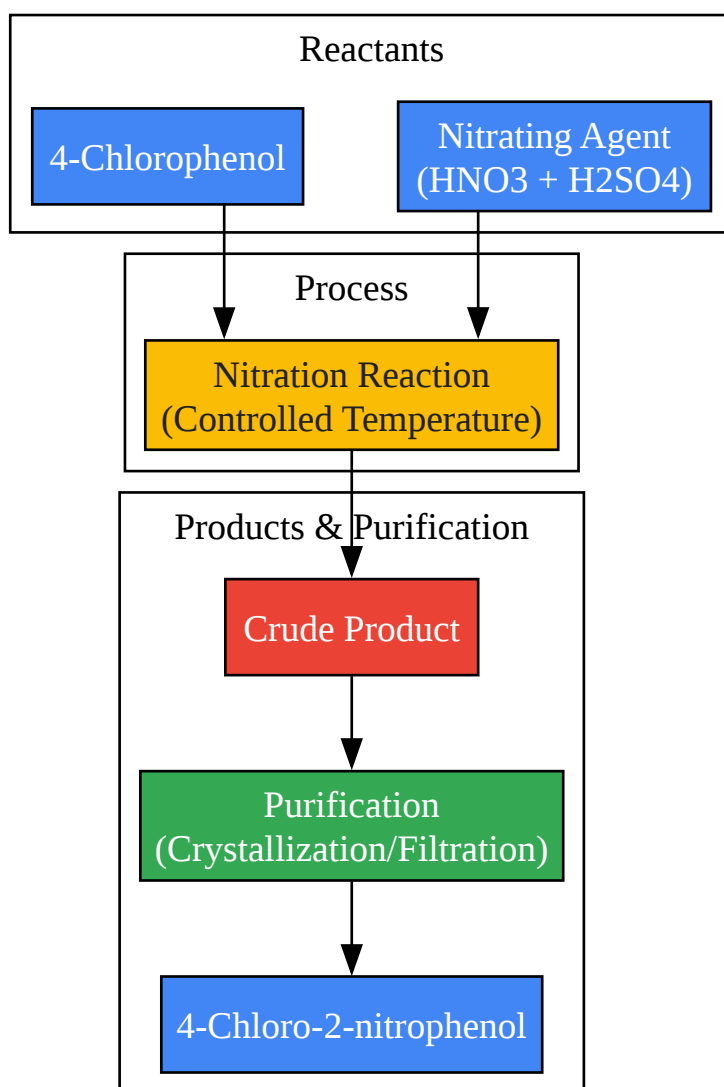 Reactants
4-Chlorophenol
Nitrating Agent
(HNO3 + H2SO4)
Process
Nitration Reaction
(Controlled Temperature)
Products & Purification
Crude Product
Purification
(Crystallization/Filtration)
4-Chloro-2-nitrophenol